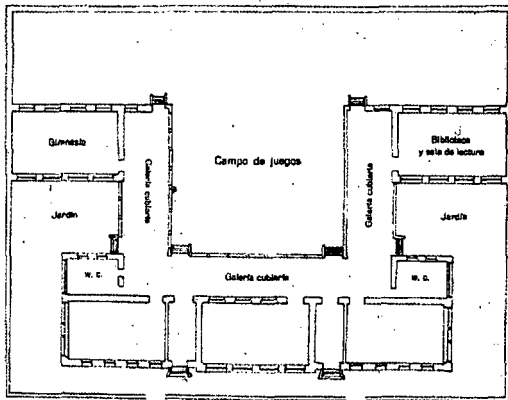 Gimnasio
Galería cubierta
Campo de juegos
Galería cubierta
Biblioteca
y sala de lectura
Jardín
Jardín
w. c.
Galería cubierta
w. c.